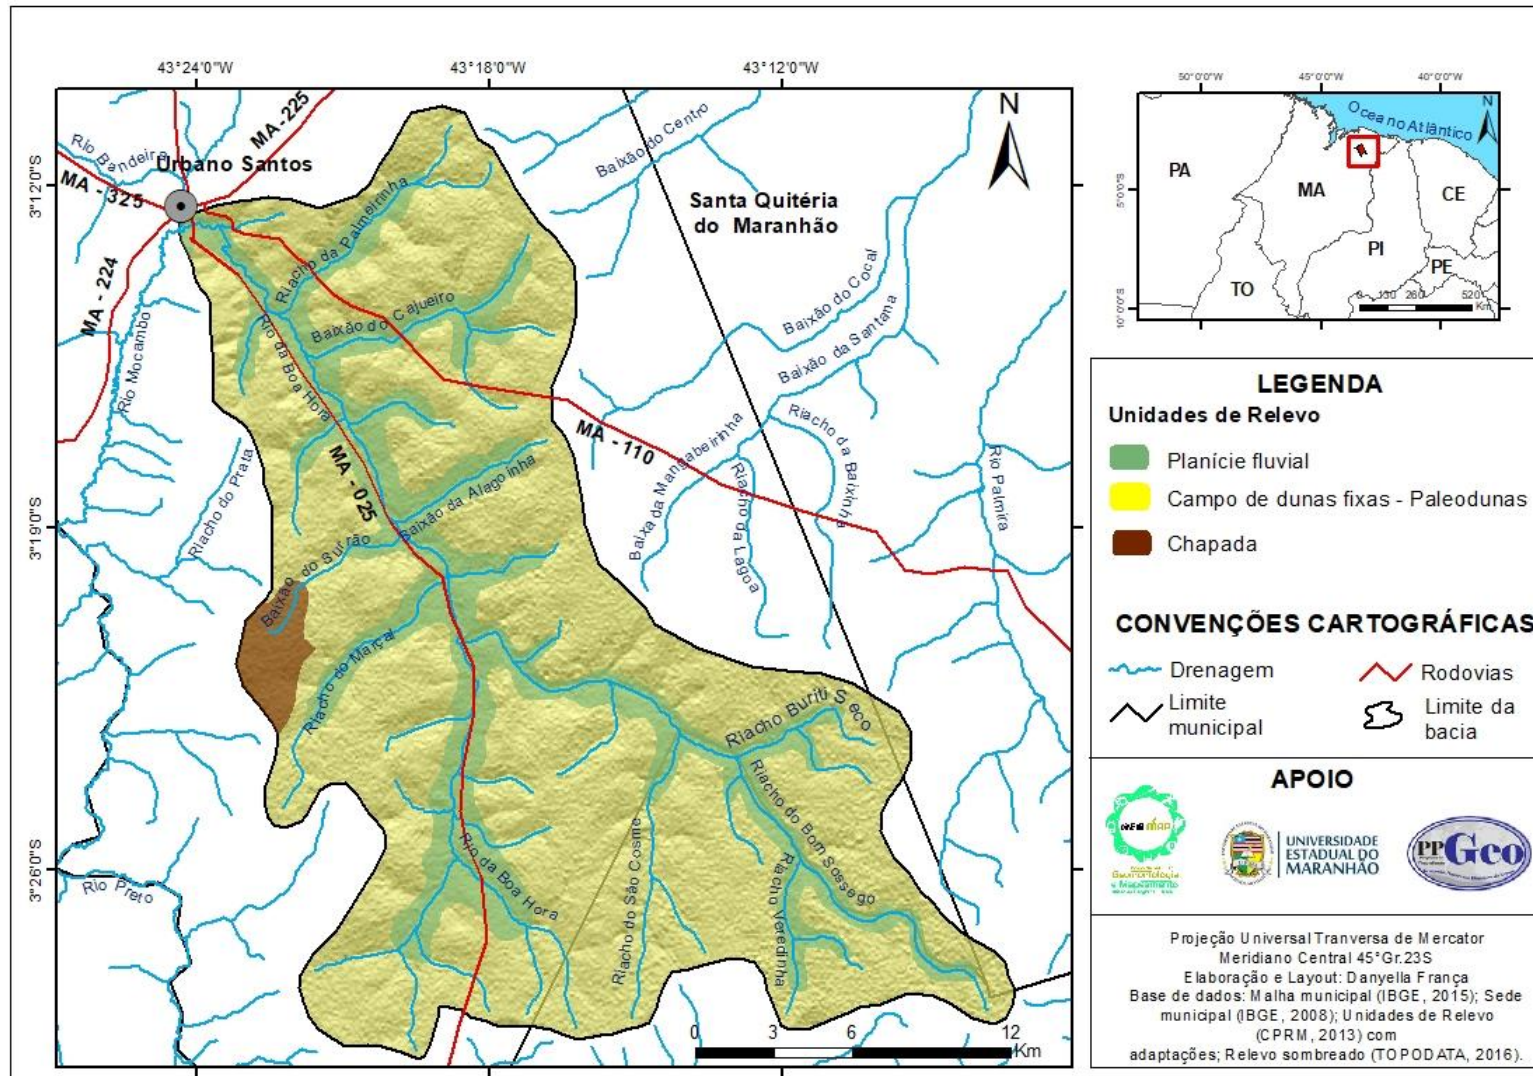 43°24'0"W
43°18'0"W
43°12'0"W
3°12'0"S
3°19'0"S
3°26'0"S
N
MA-225
Rio Bandeira
Urbano Santos
MA - 325
MA - 224
Rio Mocambo
Riacho da Palmeirinha
Baixão do Cajueiro
Rio da Boa Hora
MA - 025
Baixão do Centro
Santa Quitéria
do Maranhão
Baixão do Cocal
Baixão da Santana
MA - 110
Baixa da Mangabeirinha
Riacho da Lagoa
Riacho da Baixinha
Rio Palmira
Riacho do Prata
Baixão da Alagoinha
Baixão do Surrão
Riacho do Marçal
Riacho Buriti Seco
Riacho do Bom Sossego
Riacho Veredinha
Riacho do São Cosme
Rio da Boa Hora
Rio Preto
0 3 6 12
Km
50°0'0"W
45°0'0"W
40°0'0"W
5°0'0"S
10°0'0"S
Oceano Atlântico
N
PA
MA
CE
PI
PE
TO
0 130 260 520
Km
LEGENDA
Unidades de Relevo
Planície fluvial
Campo de dunas fixas - Paleodunas
Chapada
CONVENÇÕES CARTOGRÁFICAS
Drenagem
Rodovias
Limite
municipal
Limite da
bacia
APOIO
Geomorfologia
e Mapeamento
UNIVERSIDADE
ESTADUAL DO
MARANHÃO
PPGeo
Projeção Universal Tranversa de Mercator
Meridiano Central 45°Gr.23S
Elaboração e Layout: Danyella França
Base de dados: Malha municipal (IBGE, 2015); Sede
municipal (IBGE, 2008); Unidades de Relevo
(CPRM, 2013) com
adaptações; Relevo sombreado (TOPODATA, 2016).